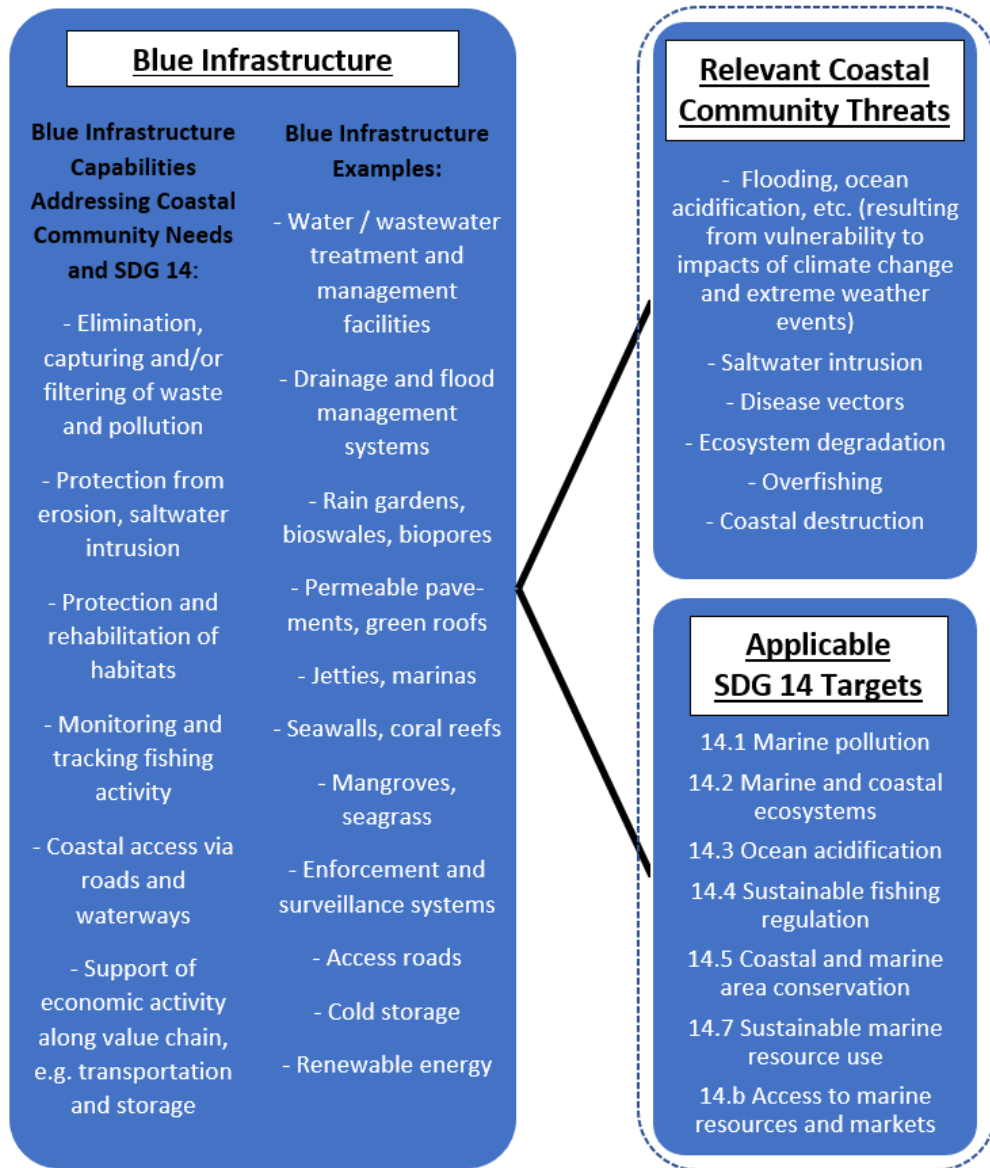 Blue Infrastructure
Blue Infrastructure
Capabilities
Addressing Coastal
Community Needs
and SDG 14:
- Elimination,
capturing and/or
filtering of waste
and pollution
- Protection from
erosion, saltwater
intrusion
- Protection and
rehabilitation of
habitats
- Monitoring and
tracking fishing
activity
- Coastal access via
roads and
waterways
- Support of
economic activity
along value chain,
e.g. transportation
and storage
Blue Infrastructure
Examples:
- Water / wastewater
treatment and
management
facilities
- Drainage and flood
management
systems
- Rain gardens,
bioswales, biopores
- Permeable pave-
ments, green roofs
- Jetties, marinas
- Seawalls, coral reefs
- Mangroves,
seagrass
- Enforcement and
surveillance systems
- Access roads
- Cold storage
- Renewable energy
Relevant Coastal
Community Threats
- Flooding, ocean
acidification, etc. (resulting
from vulnerability to
impacts of climate change
and extreme weather
events)
- Saltwater intrusion
- Disease vectors
- Ecosystem degradation
- Overfishing
- Coastal destruction
Applicable
SDG 14 Targets
14.1 Marine pollution
14.2 Marine and coastal
ecosystems
14.3 Ocean acidification
14.4 Sustainable fishing
regulation
14.5 Coastal and marine
area conservation
14.7 Sustainable marine
resource use
14.b Access to marine
resources and markets